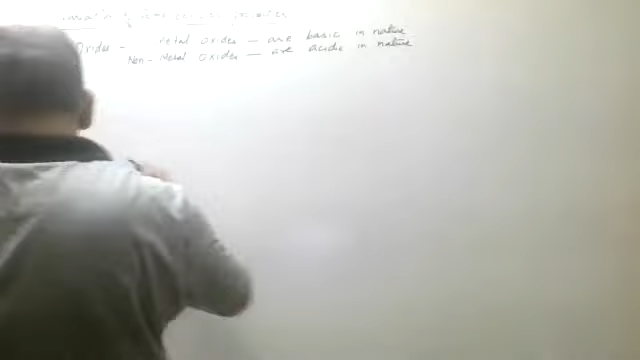 Oxides - Metal oxides — are basic in nature
Non-Metal oxides — are acidic in nature